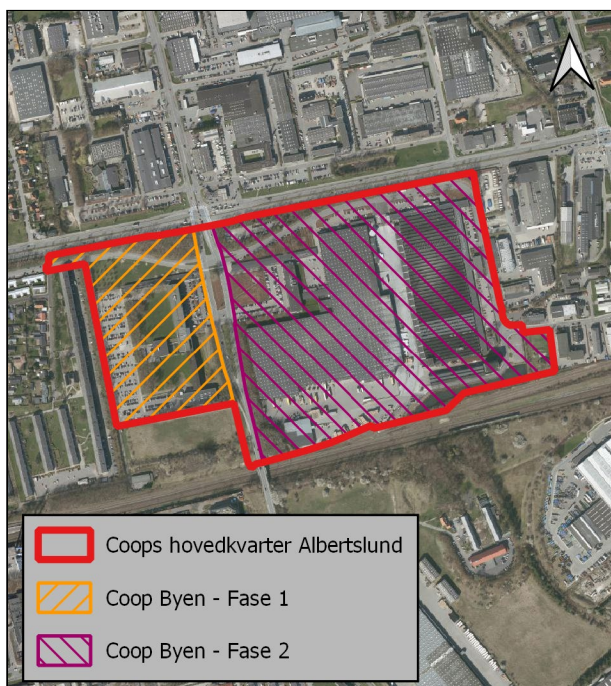 Coops hovedkvarter Albertslund
Coop Byen - Fase 1
Coop Byen - Fase 2